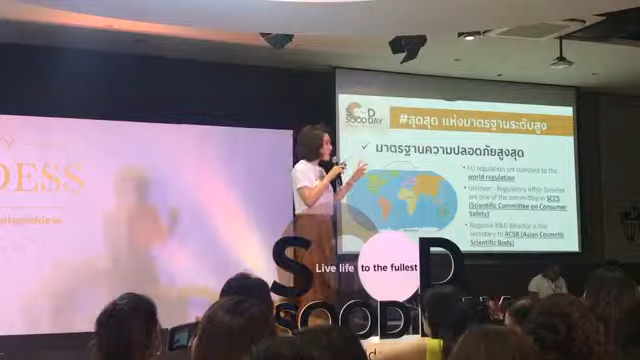 DESS
SOODDAY
#สุดสุด แห่งมาตรฐานระดับสูง
✓ มาตรฐานความปลอดภัยสูงสุด
• EU regulation are standard to the
world regulation
• Unilever - Regulatory Affair Director
are one of the committee in SCCS
(Scientific Committee on Consumer
Safety)
• Regional R&D Director is the
secretary to ACSB (Asian Cosmetic
Scientific Body)
Live life to the fullest